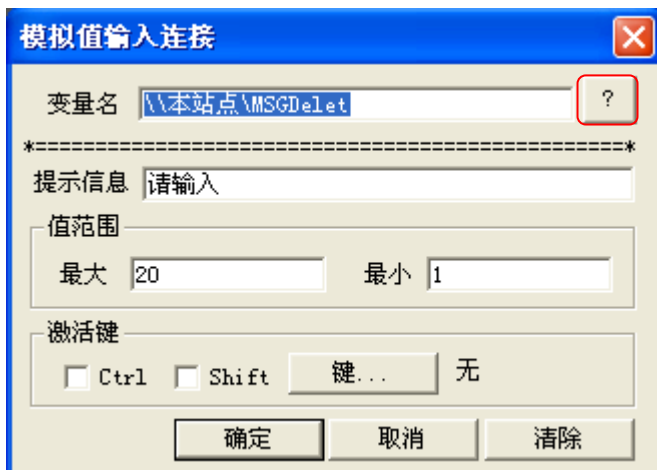 模拟值输入连接
变量名 \\本站点\MSGDelet ?
*================================================*
提示信息 请输入
值范围
最大 20 最小 1
激活键
Ctrl Shift 键... 无
确定 取消 清除